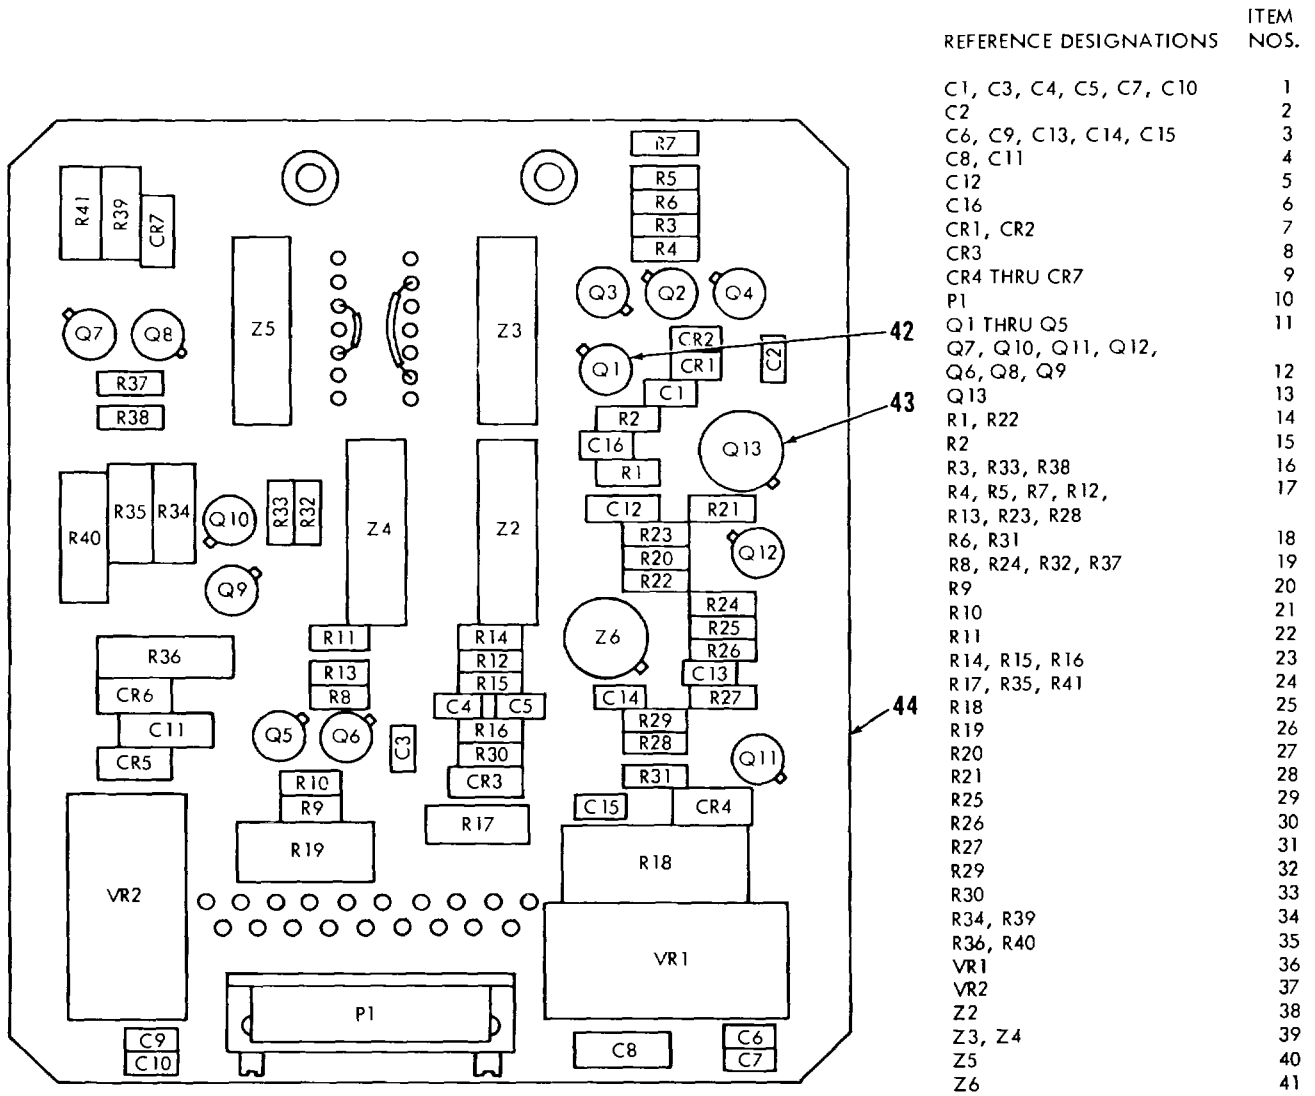 ITEM
REFERENCE DESIGNATIONS NOS.
C1, C3, C4, C5, C7, C10 1
C2 2
C6, C9, C13, C14, C15 3
C8, C11 4
C12 5
C16 6
CR1, CR2 7
CR3 8
CR4 THRU CR7 9
P1 10
Q1 THRU Q5 11
Q7, Q10, Q11, Q12,
Q6, Q8, Q9 12
Q13 13
R1, R22 14
R2 15
R3, R33, R38 16
R4, R5, R7, R12, 17
R13, R23, R28
R6, R31 18
R8, R24, R32, R37 19
R9 20
R10 21
R11 22
R14, R15, R16 23
R17, R35, R41 24
R18 25
R19 26
R20 27
R21 28
R25 29
R26 30
R27 31
R29 32
R30 33
R34, R39 34
R36, R40 35
VR1 36
VR2 37
Z2 38
Z3, Z4 39
Z5 40
Z6 41
R7
R5
R6
R3
R4
R41
R39
CR7
Q3
Q2
Q4
Q7
Q8
Z5
Z3
CR2
CR1
C2
42
Q1
R37
R38
C1
R2
C16
R1
Q13
43
R40
R35
R34
Q10
R33
R32
Z4
Z2
C12
R21
R23
R20
R22
Q12
Q9
R24
R25
R26
Z6
C13
R27
R36
R11
R14
R13
R12
R8
R15
CR6
C4
C5
C14
R29
R28
44
C11
Q5
Q6
C3
R16
R30
CR5
CR3
Q11
R31
R10
R9
C15
CR4
R17
R19
R18
VR2
VR1
P1
C9
C10
C8
C6
C7